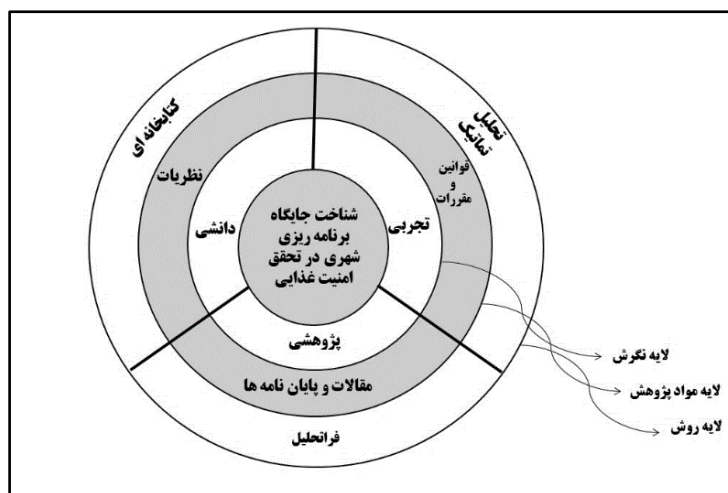 تحلیل
تماتیک
قوانین
و
مقررات
تجربی
کتابخانه ای
نظریات
دانشی
شناخت جایگاه
برنامه ریزی
شهری در تحقق
امنیت غذایی
پژوهشی
مقالات و پایان نامه ها
فراتحلیل
لایه نگرش
لایه مواد پژوهش
لایه روش